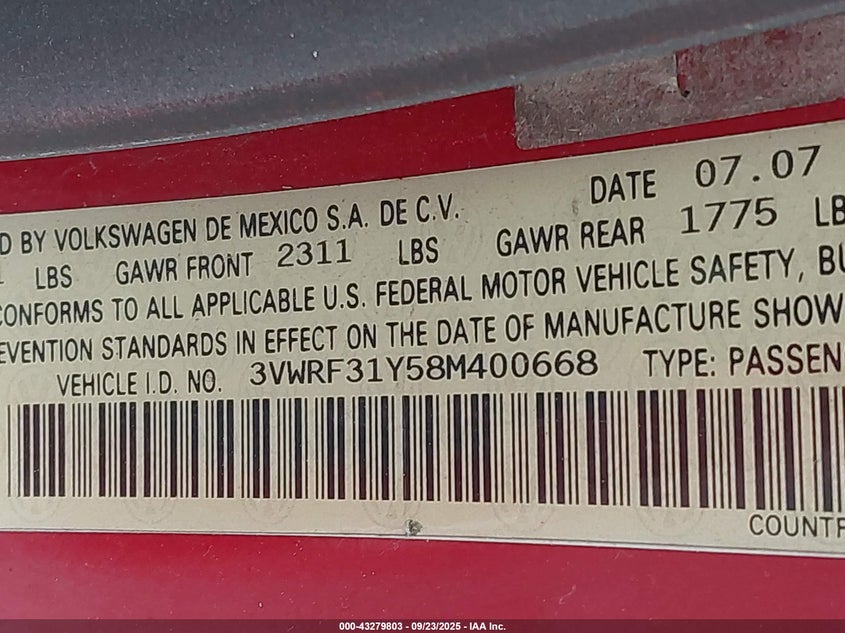 DATE 07.07
D BY VOLKSWAGEN DE MEXICO S.A. DE C.V.
LBS GAWR FRONT 2311 LBS GAWR REAR 1775 LB
CONFORMS TO ALL APPLICABLE U.S. FEDERAL MOTOR VEHICLE SAFETY, BU
EVENTION STANDARDS IN EFFECT ON THE DATE OF MANUFACTURE SHOW
VEHICLE I.D. NO. 3VWRF31Y58M400668 TYPE: PASSEN
COUNTR
000-43279803 - 09/23/2025 - IAA Inc.